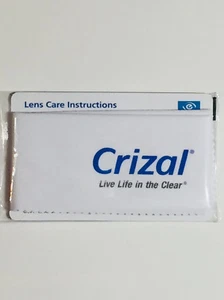 Lens Care Instructions
Crizal®
Live Life in the Clear®